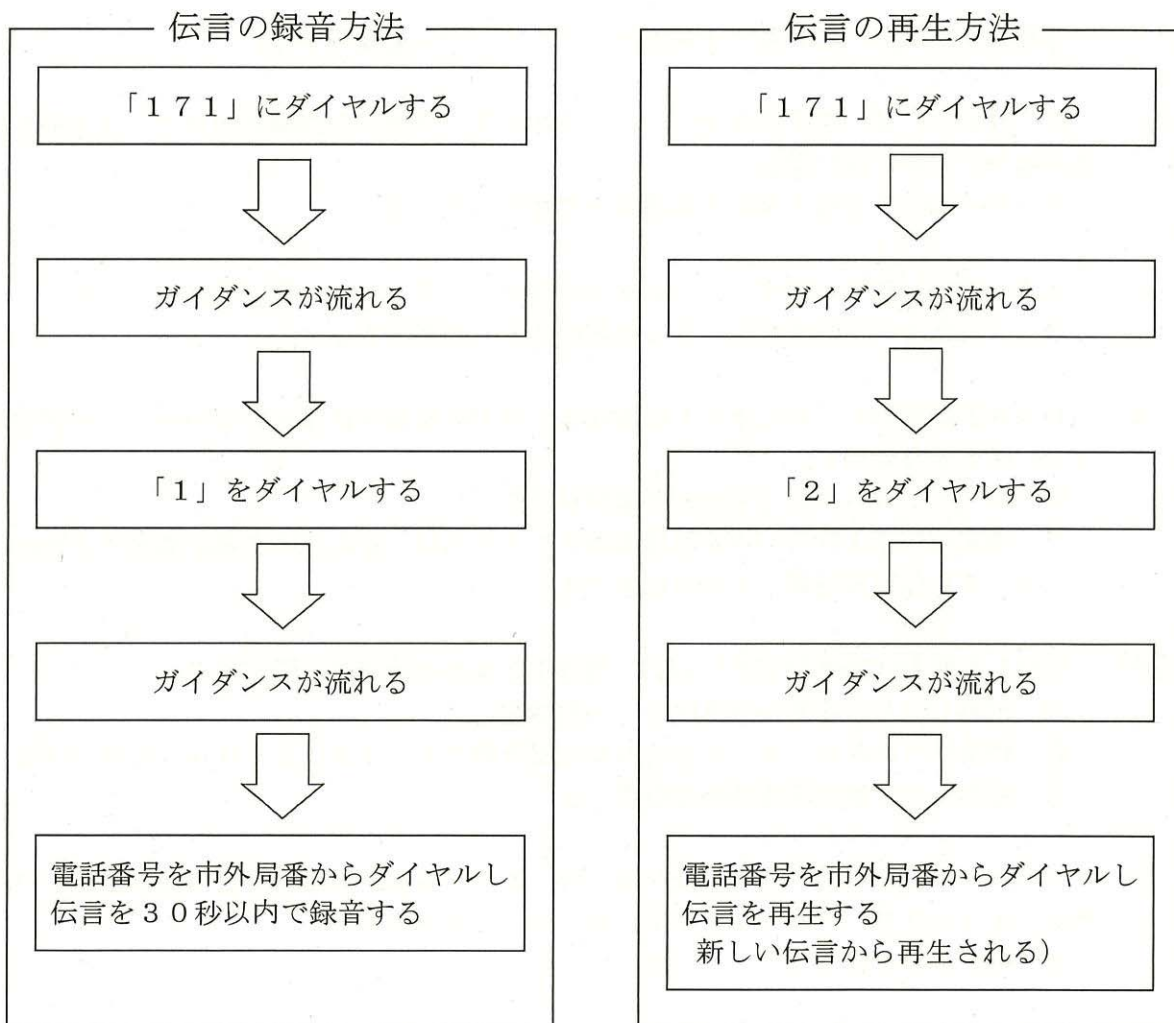 伝言の録音方法
「１７１」にダイヤルする
ガイダンスが流れる
「１」をダイヤルする
ガイダンスが流れる
電話番号を市外局番からダイヤルし
伝言を３０秒以内で録音する
伝言の再生方法
「１７１」にダイヤルする
ガイダンスが流れる
「２」をダイヤルする
ガイダンスが流れる
電話番号を市外局番からダイヤルし
伝言を再生する
新しい伝言から再生される）